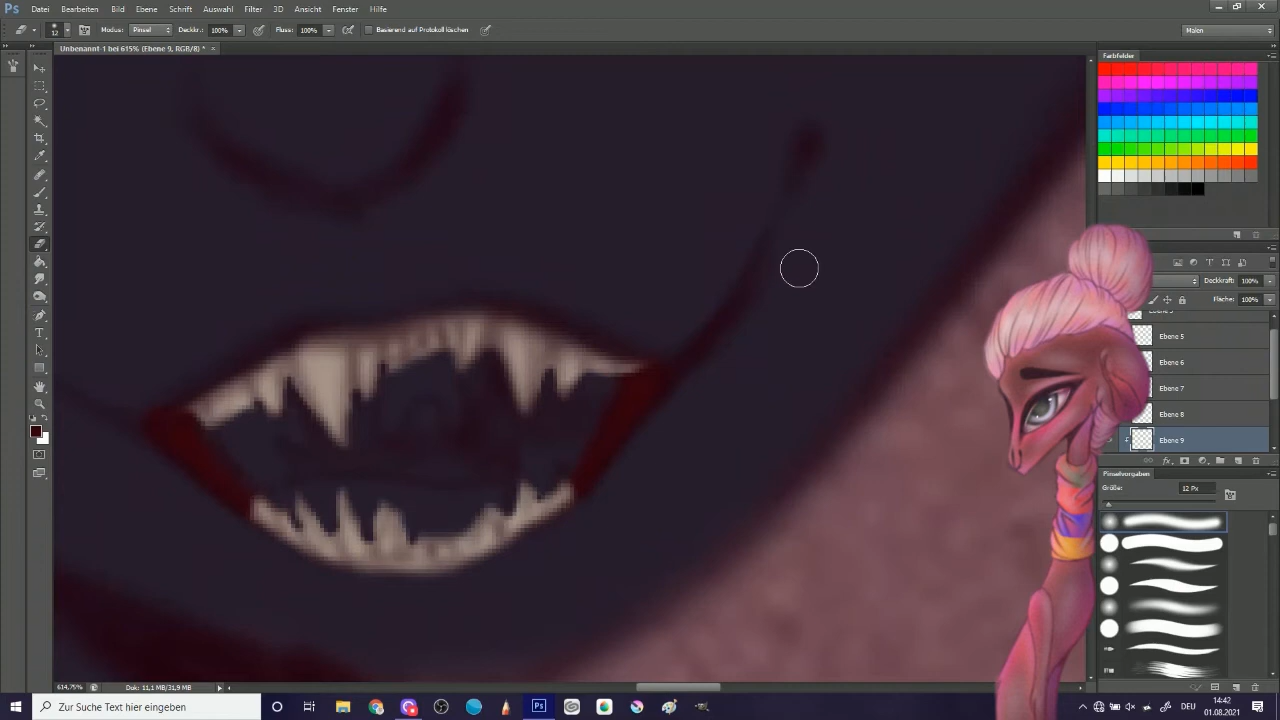 Ps Datei Bearbeiten Bild Ebene Schrift Auswahl Filter 3D Ansicht Fenster Hilfe
12 Modus: Pinsel Deckkr.: 100% Fluss: 100% Basierend auf Protokoll löschen Malen
Unbenannt-1 bei 615% (Ebene 9, RGB/8) * ×
Farbfelder
Deckkraft: 100%
Fläche: 100%
Ebene 5
Ebene 6
Ebene 7
Ebene 8
Ebene 9
Pinselvorgaben
Größe: 12 Px
614,75% Dok: 11,1 MB/31,9 MB
Zur Suche Text hier eingeben
Ps
DEU
14:42
01.08.2021